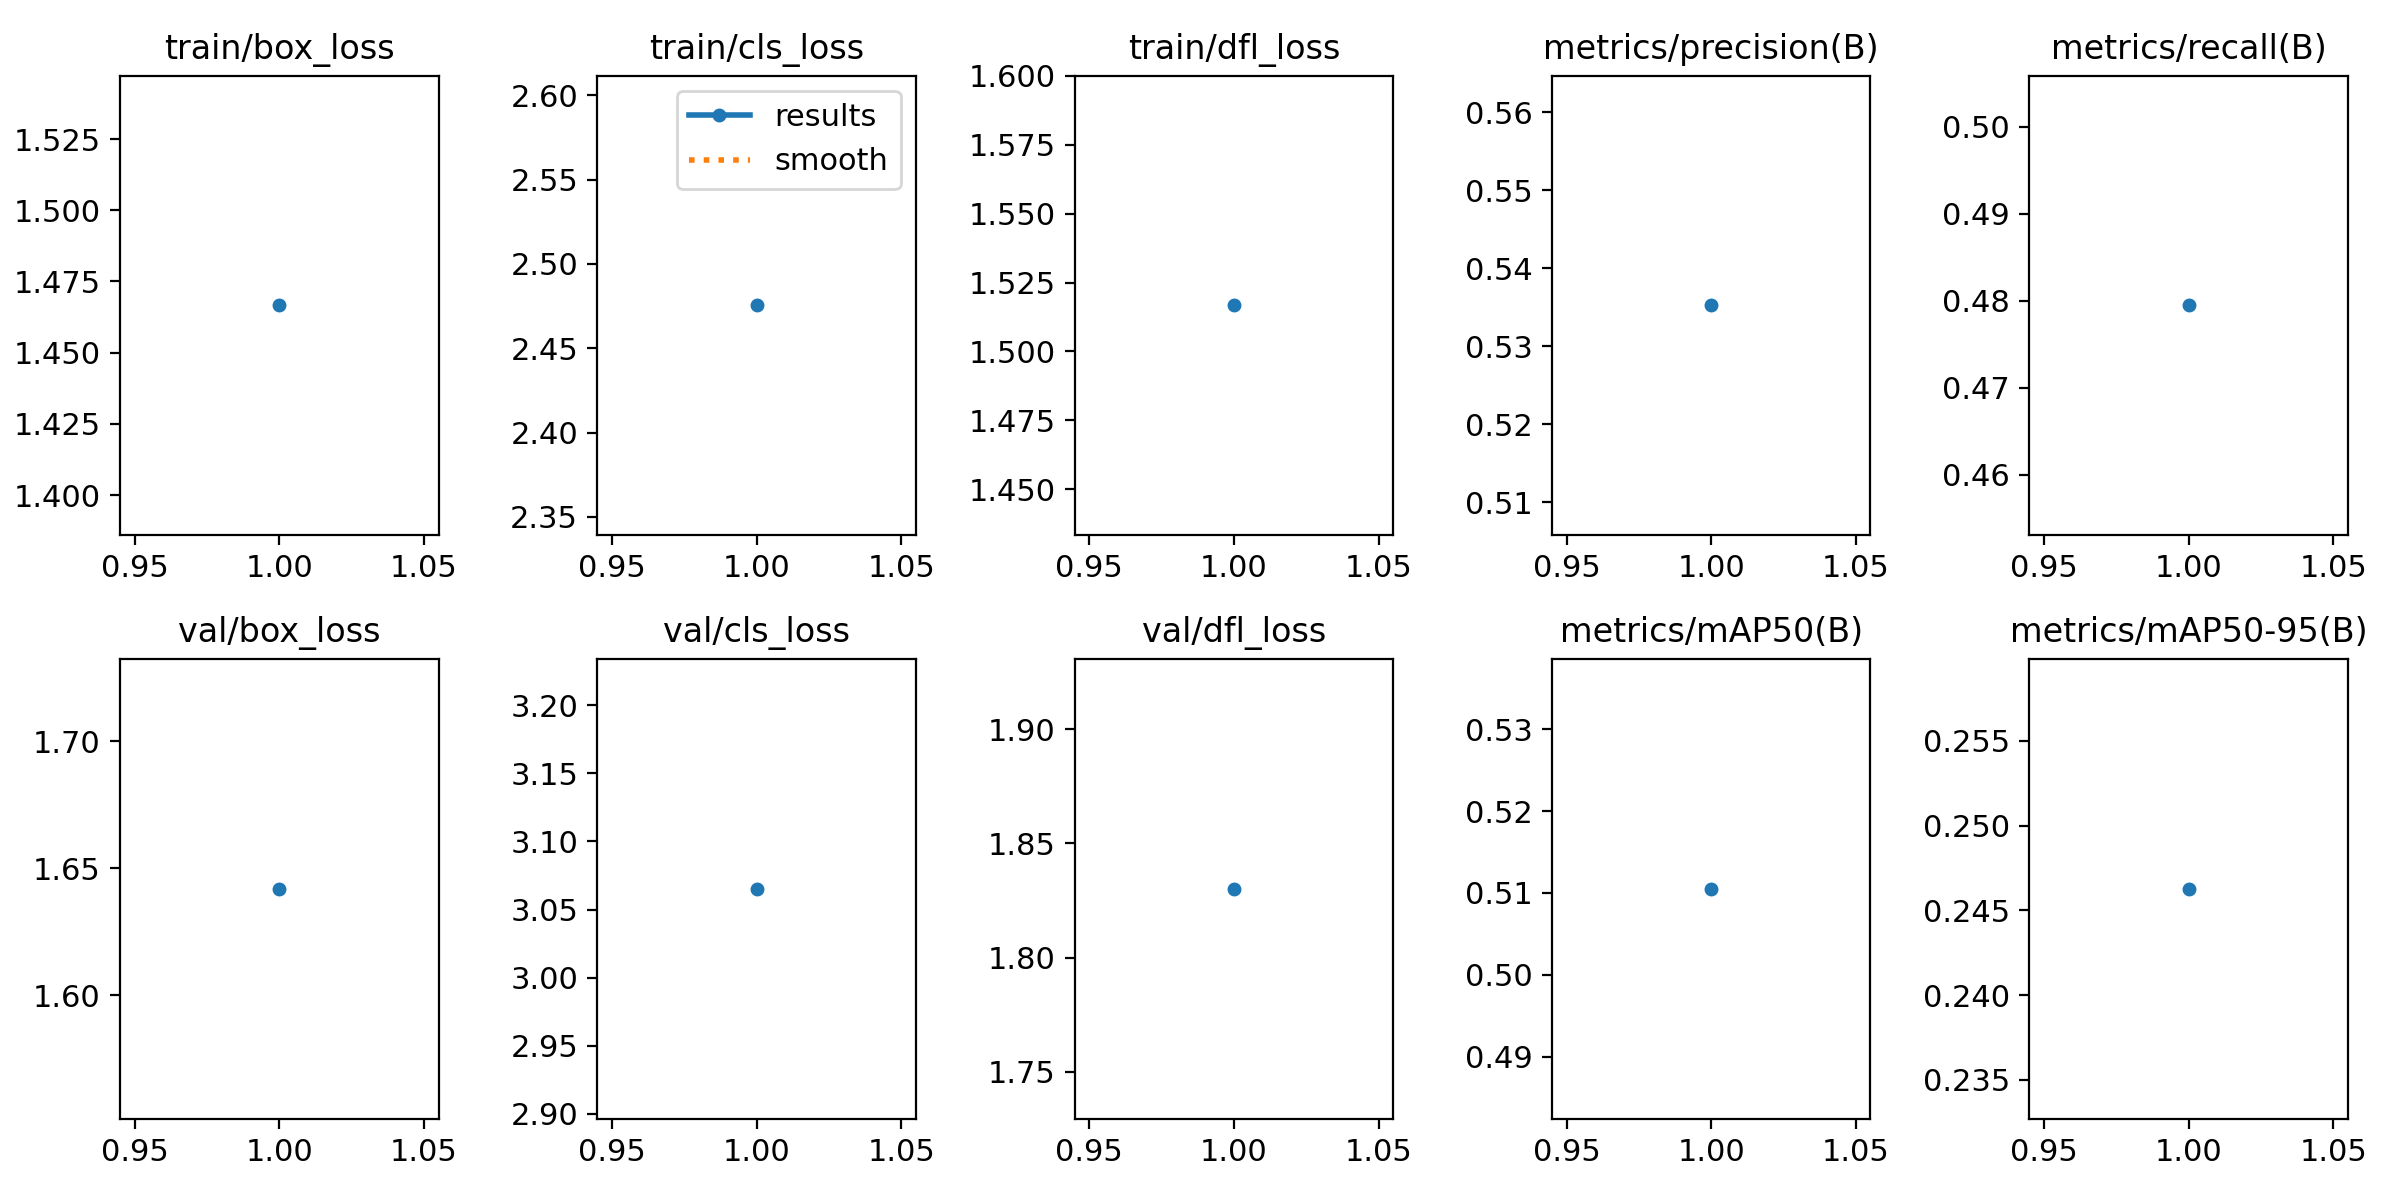 train/box_loss
1.525
1.500
1.475
1.450
1.425
1.400
0.95 1.00 1.05
train/cls_loss
results
smooth
2.60
2.55
2.50
2.45
2.40
2.35
0.95 1.00 1.05
train/dfl_loss
1.600
1.575
1.550
1.525
1.500
1.475
1.450
0.95 1.00 1.05
metrics/precision(B)
0.56
0.55
0.54
0.53
0.52
0.51
0.95 1.00 1.05
metrics/recall(B)
0.50
0.49
0.48
0.47
0.46
0.95 1.00 1.05
val/box_loss
1.70
1.65
1.60
0.95 1.00 1.05
val/cls_loss
3.20
3.15
3.10
3.05
3.00
2.95
2.90
0.95 1.00 1.05
val/dfl_loss
1.90
1.85
1.80
1.75
0.95 1.00 1.05
metrics/mAP50(B)
0.53
0.52
0.51
0.50
0.49
0.95 1.00 1.05
metrics/mAP50-95(B)
0.255
0.250
0.245
0.240
0.235
0.95 1.00 1.05